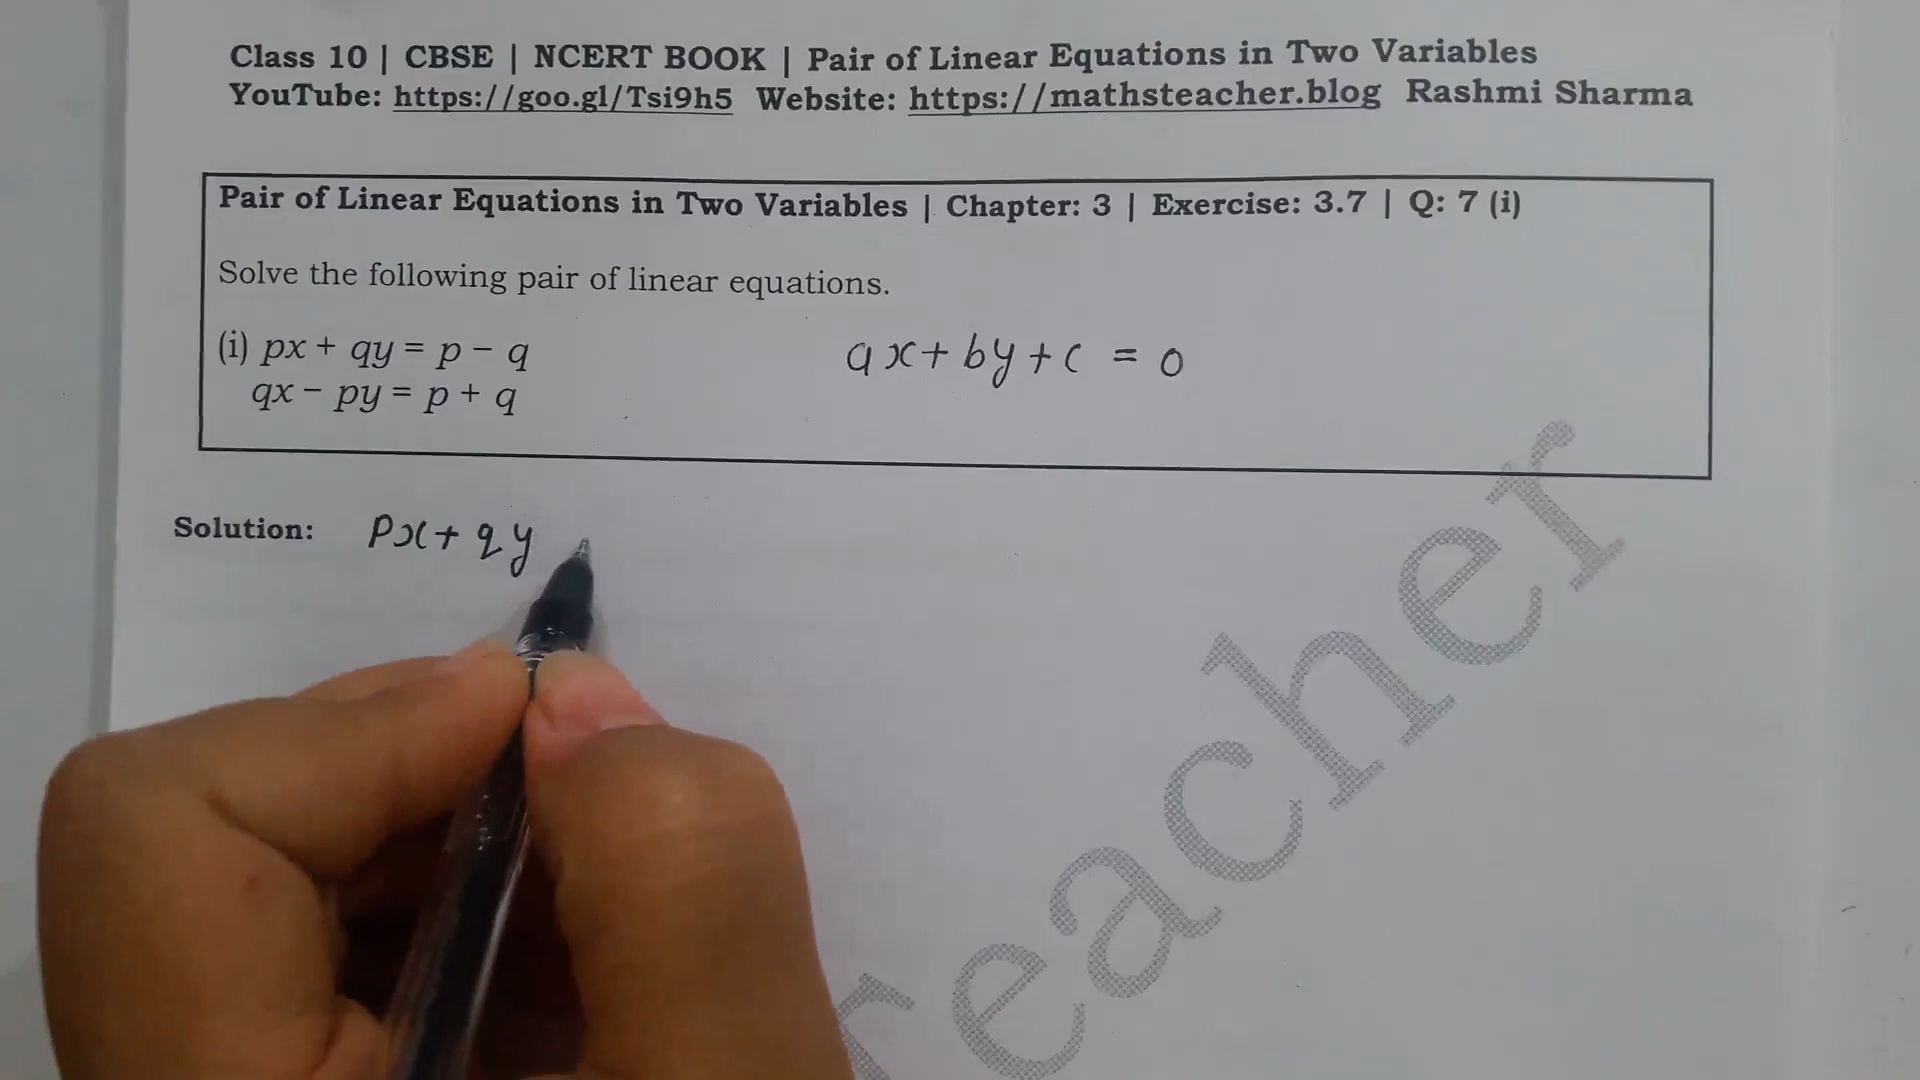 Class 10 | CBSE | NCERT BOOK | Pair of Linear Equations in Two Variables
YouTube: https://goo.gl/Tsi9h5 Website: https://mathsteacher.blog Rashmi Sharma
Pair of Linear Equations in Two Variables | Chapter: 3 | Exercise: 3.7 | Q: 7 (i)
Solve the following pair of linear equations.
(i) px + qy = p − q
ax + by + c = 0
qx − py = p + q
Solution: px + qy
eacher